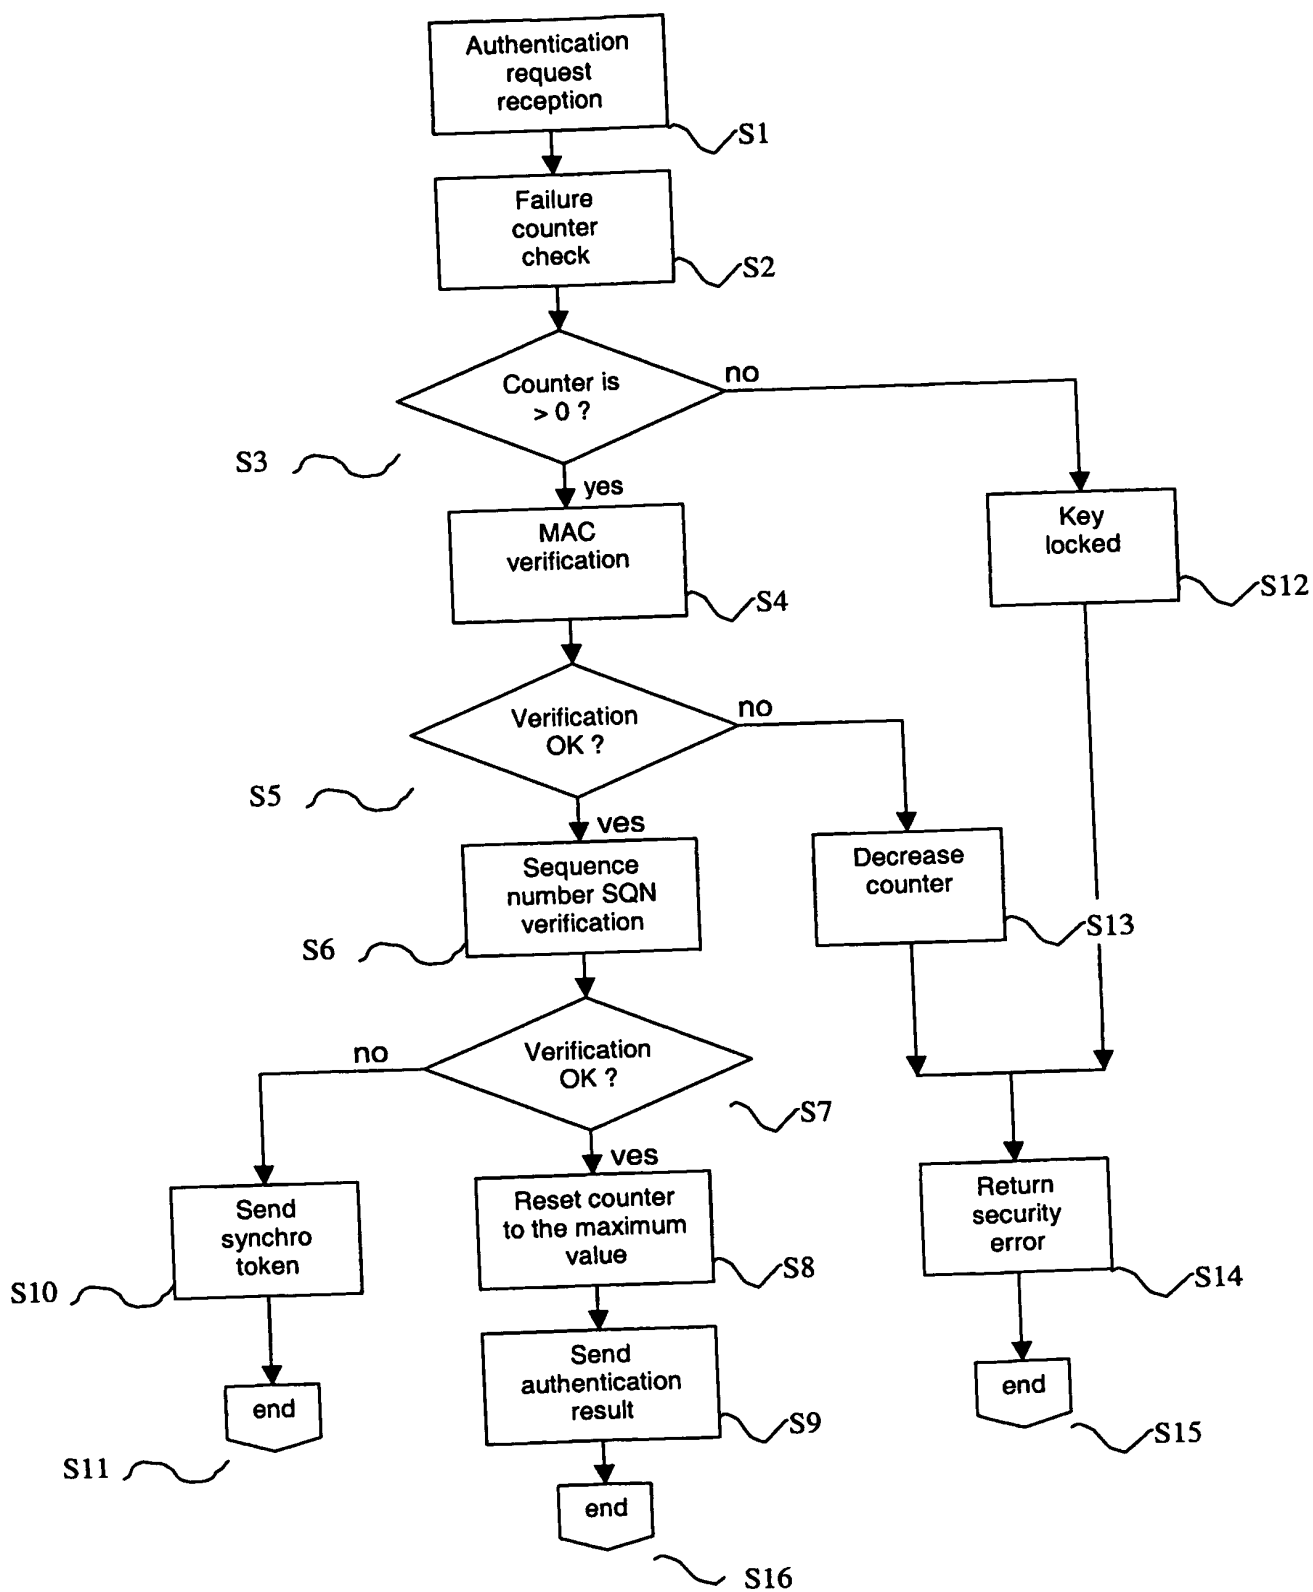 Authentication
request
reception
S1
Failure
counter
check
S2
Counter is
> 0 ?
no
S3
yes
MAC
verification
S4
Key
locked
S12
Verification
OK ?
no
S5
ves
Sequence
number SQN
verification
S6
Decrease
counter
S13
Verification
OK ?
no
S7
ves
Send
synchro
token
S10
Reset counter
to the maximum
value
S8
Return
security
error
S14
Send
authentication
result
S9
end
S11
end
S15
end
S16